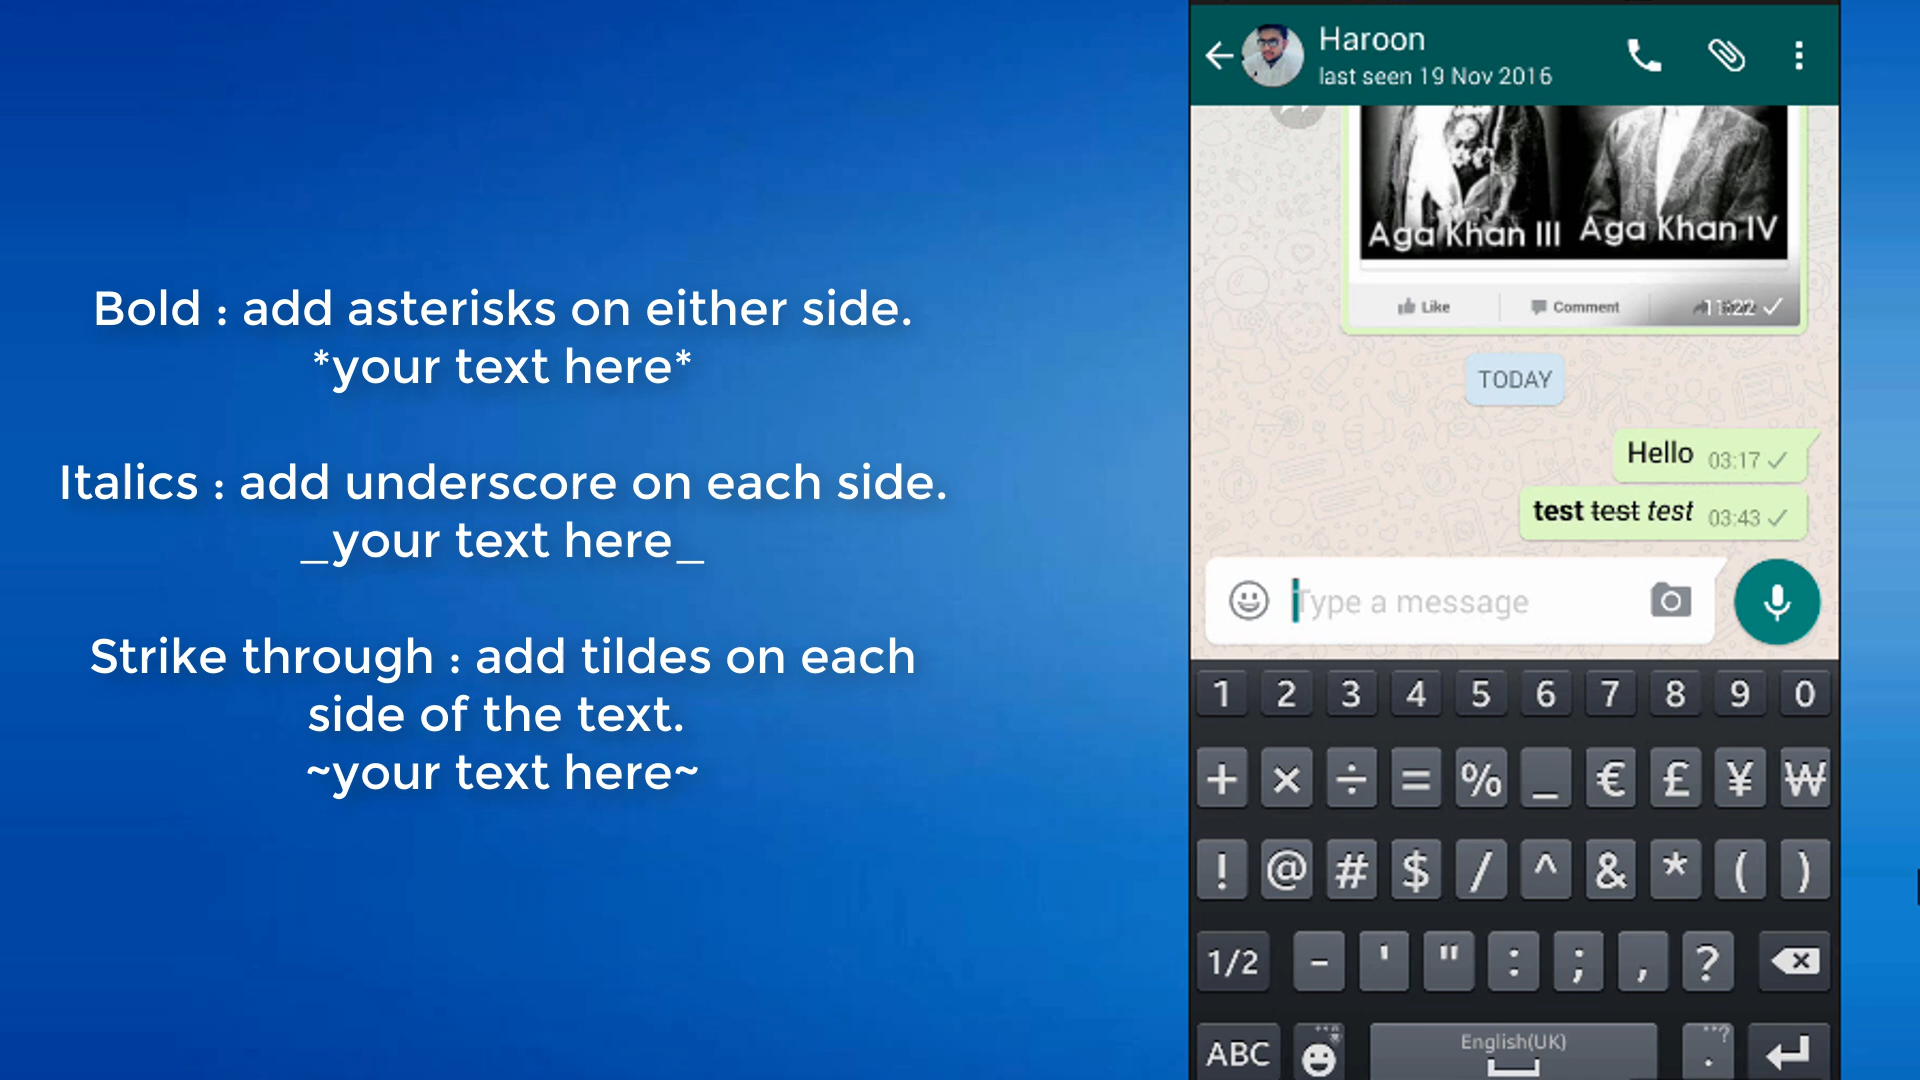 Bold : add asterisks on either side.
*your text here*
Italics : add underscore on each side.
_your text here_
Strike through : add tildes on each
side of the text.
~your text here~
Haroon
last seen 19 Nov 2016
Aga Khan III Aga Khan IV
Like Comment 11:22
TODAY
Hello 03:17
test test test 03:43
Type a message
1 2 3 4 5 6 7 8 9 0
+ × ÷ = % _ € £ ¥ ₩
! @ # $ / ^ & * ( )
1/2 - ' " : ; , ?
ABC English(UK) .